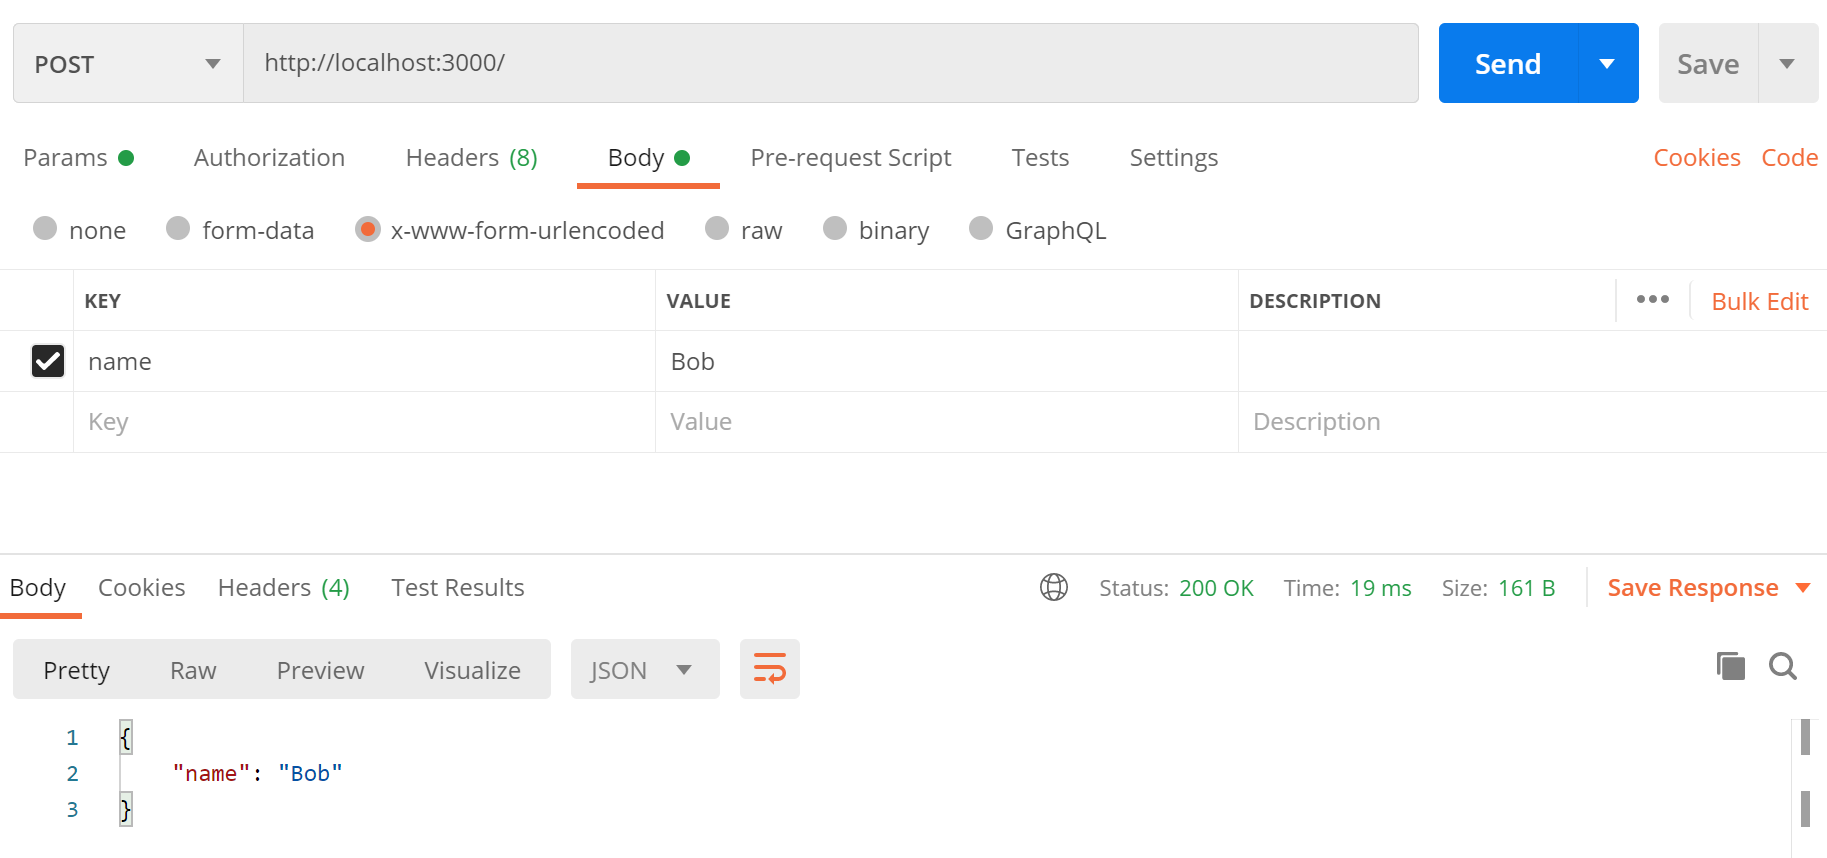 POST http://localhost:3000/ Send Save
Params Authorization Headers (8) Body Pre-request Script Tests Settings Cookies Code
none form-data x-www-form-urlencoded raw binary GraphQL
KEY VALUE DESCRIPTION Bulk Edit
name Bob
Key Value Description
Body Cookies Headers (4) Test Results Status: 200 OK Time: 19 ms Size: 161 B Save Response
Pretty Raw Preview Visualize JSON
1 {
2 "name": "Bob"
3 }